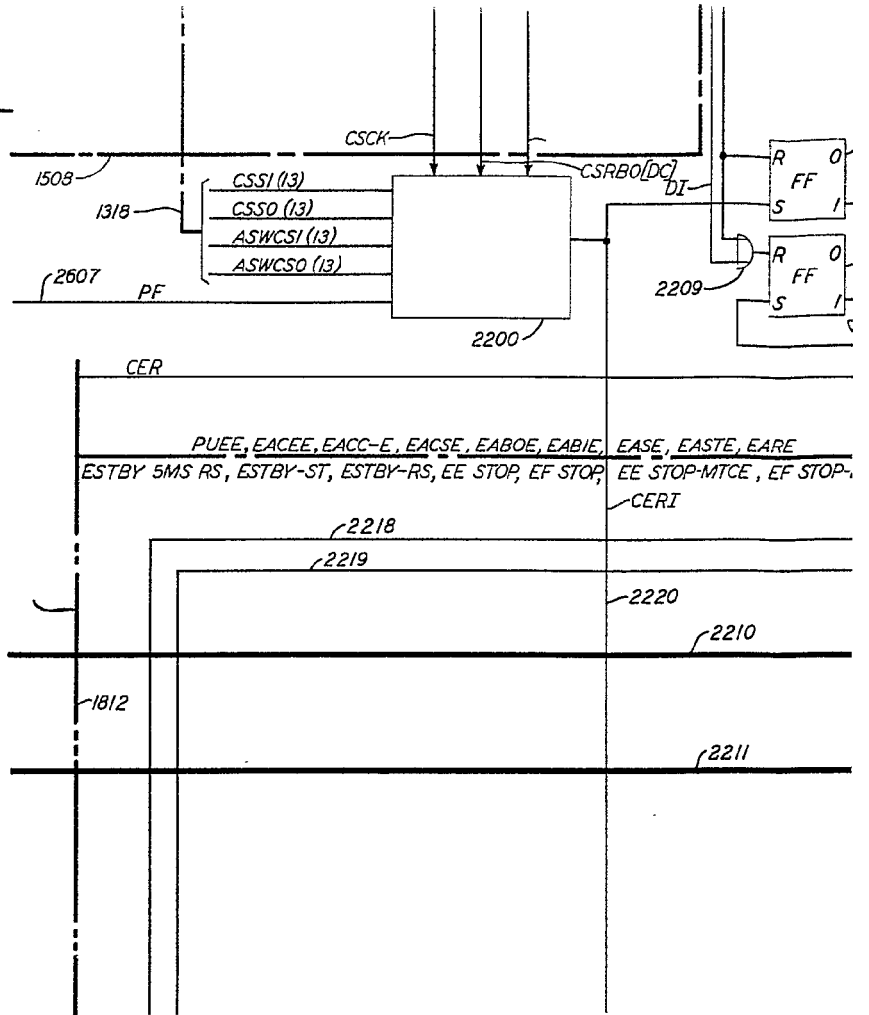 CSCK
CSRBO[DC]
1508
DI
R O
FF
S 1
CSSI (13)
1318
CSSO (13)
ASWCSI (13)
ASWCSO (13)
R O
FF
S 1
2209
2607
PF
2200
CER
PUEE, EACEE, EACC-E, EACSE, EABOE, EABIE, EASE, EASTE, EARE
ESTBY 5MS RS, ESTBY-ST, ESTBY-RS, EE STOP, EF STOP, EE STOP-MTCE, EF STOP-
CERI
2218
2219
2220
2210
1812
2211